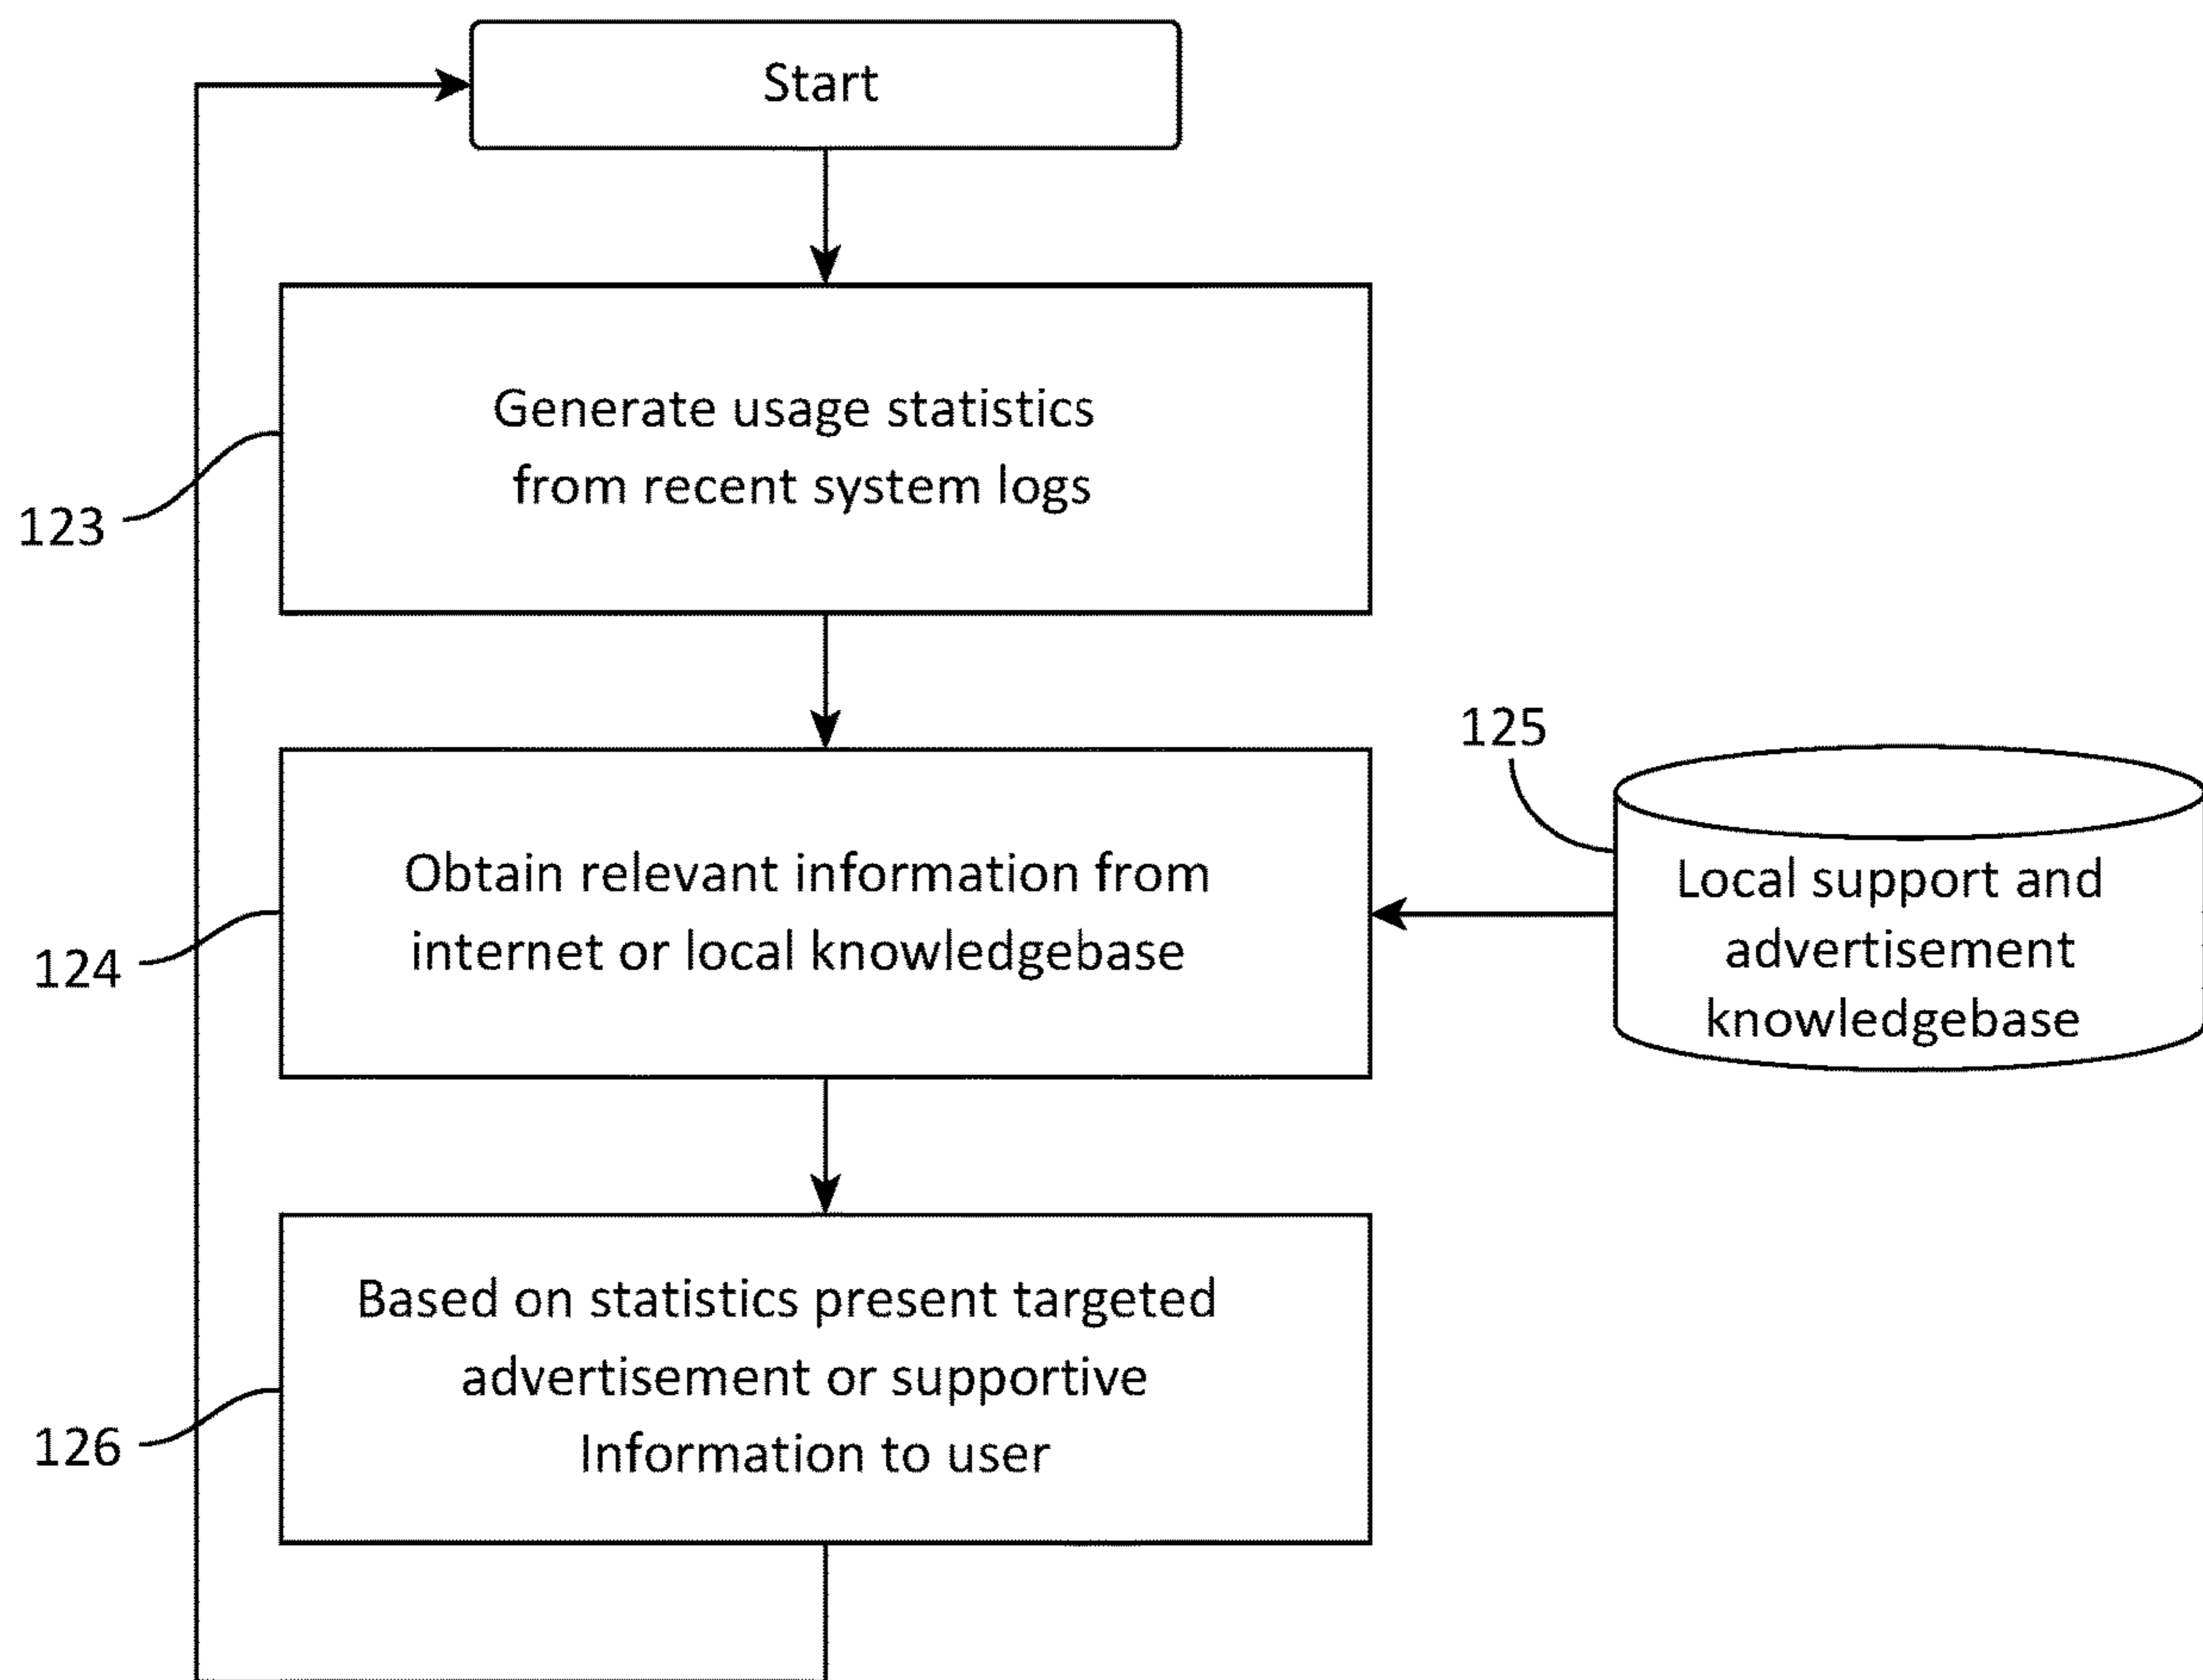 Start
Generate usage statistics
from recent system logs
123
125
Obtain relevant information from
internet or local knowledgebase
124
Local support and
advertisement
knowledgebase
Based on statistics present targeted
advertisement or supportive
Information to user
126